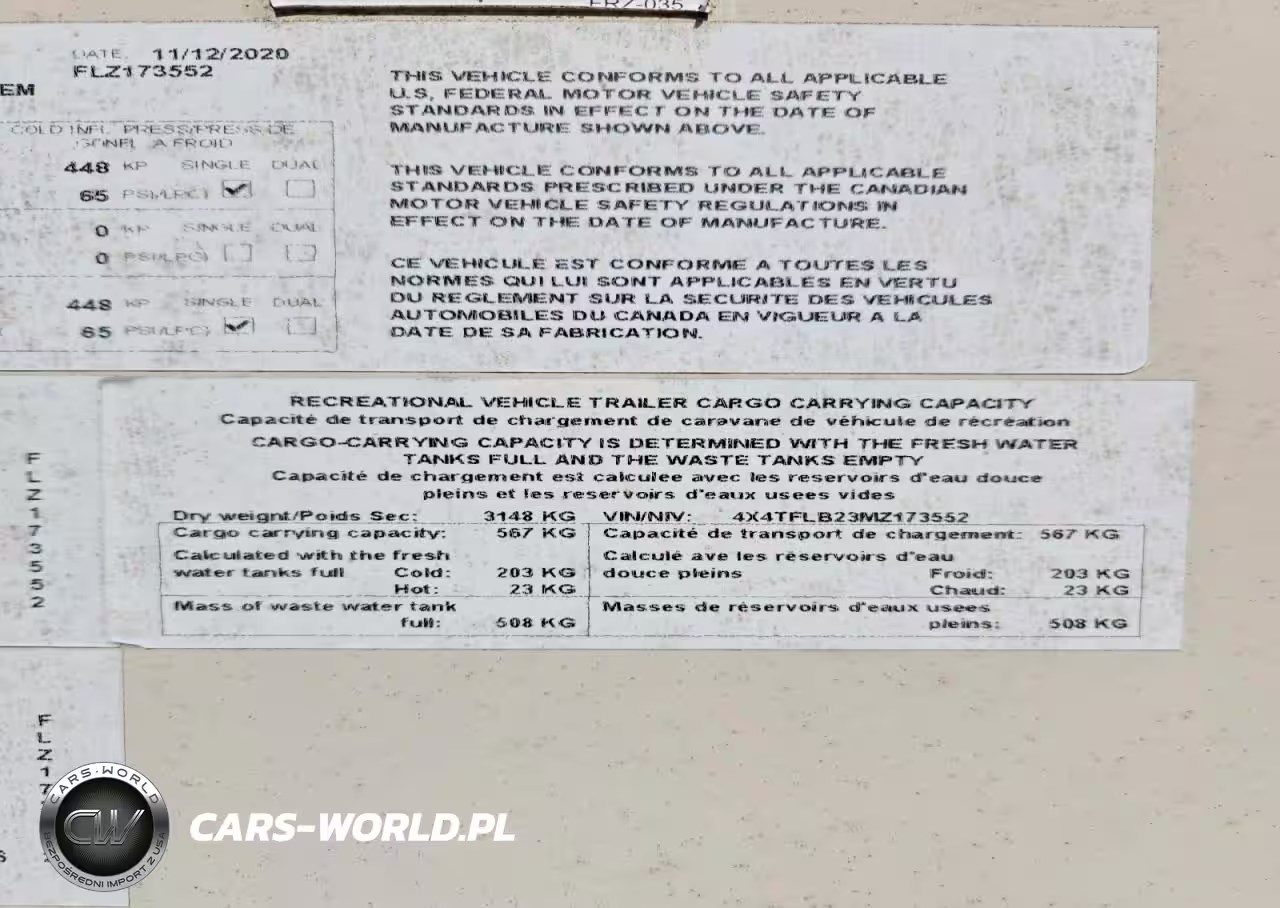 ERZ-035
DATE. 11/12/2020
FLZ173552
EM
COLD INFL. PRESS/PRESS DE
GONFL A FROID
448 KP SINGLE DUAL
65 PSI/LPC)
0 KP SINGLE DUAL
0 PSI/LPC)
448 KP SINGLE DUAL
65 PSI/LPC)
THIS VEHICLE CONFORMS TO ALL APPLICABLE
U.S, FEDERAL MOTOR VEHICLE SAFETY
STANDARDS IN EFFECT ON THE DATE OF
MANUFACTURE SHOWN ABOVE.
THIS VEHICLE CONFORMS TO ALL APPLICABLE
STANDARDS PRESCRIBED UNDER THE CANADIAN
MOTOR VEHICLE SAFETY REGULATIONS IN
EFFECT ON THE DATE OF MANUFACTURE.
CE VEHICULE EST CONFORME A TOUTES LES
NORMES QUI LUI SONT APPLICABLES EN VERTU
DU REGLEMENT SUR LA SECURITE DES VEHICULES
AUTOMOBILES DU CANADA EN VIGUEUR A LA
DATE DE SA FABRICATION.
RECREATIONAL VEHICLE TRAILER CARGO CARRYING CAPACITY
Capacité de transport de chargement de caravane de véhicule de récréation
CARGO-CARRYING CAPACITY IS DETERMINED WITH THE FRESH WATER
TANKS FULL AND THE WASTE TANKS EMPTY
Capacité de chargement est calculee avec les reservoirs d'eau douce
pleins et les reservoirs d'eaux usees vides
Dry weight/Poids Sec: 3148 KG VIN/NIV: 4X4TFLB23MZ173552
Cargo carrying capacity: 567 KG Capacité de transport de chargement: 567 KG
Calculated with the fresh Calculé ave les réservoirs d'eau
water tanks full Cold: 203 KG douce pleins Froid: 203 KG
Hot: 23 KG Chaud: 23 KG
Mass of waste water tank Masses de réservoirs d'eaux usees
full: 508 KG pleins: 508 KG
FLZ173552
FLZ17
CARS-WORLD
CW
BEZPOŚREDNI IMPORT Z USA
CARS-WORLD.PL